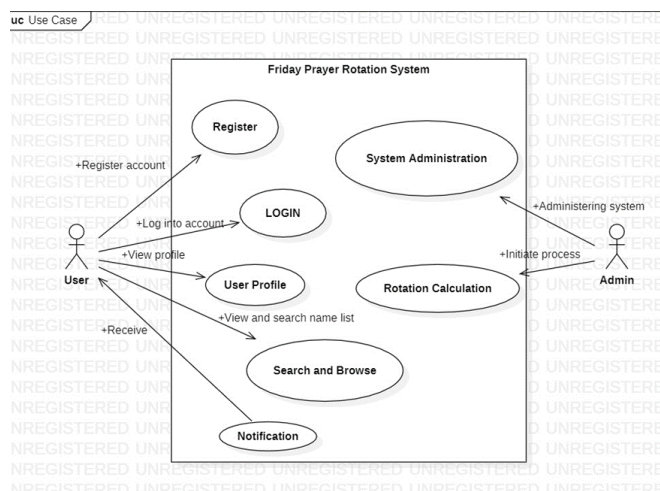 uc Use Case
Friday Prayer Rotation System
Register
System Administration
+Register account
+Administering system
LOGIN
+Log into account
+View profile
+Initiate process
User
Admin
User Profile
Rotation Calculation
+View and search name list
+Receive
Search and Browse
Notification
UNREGISTERED